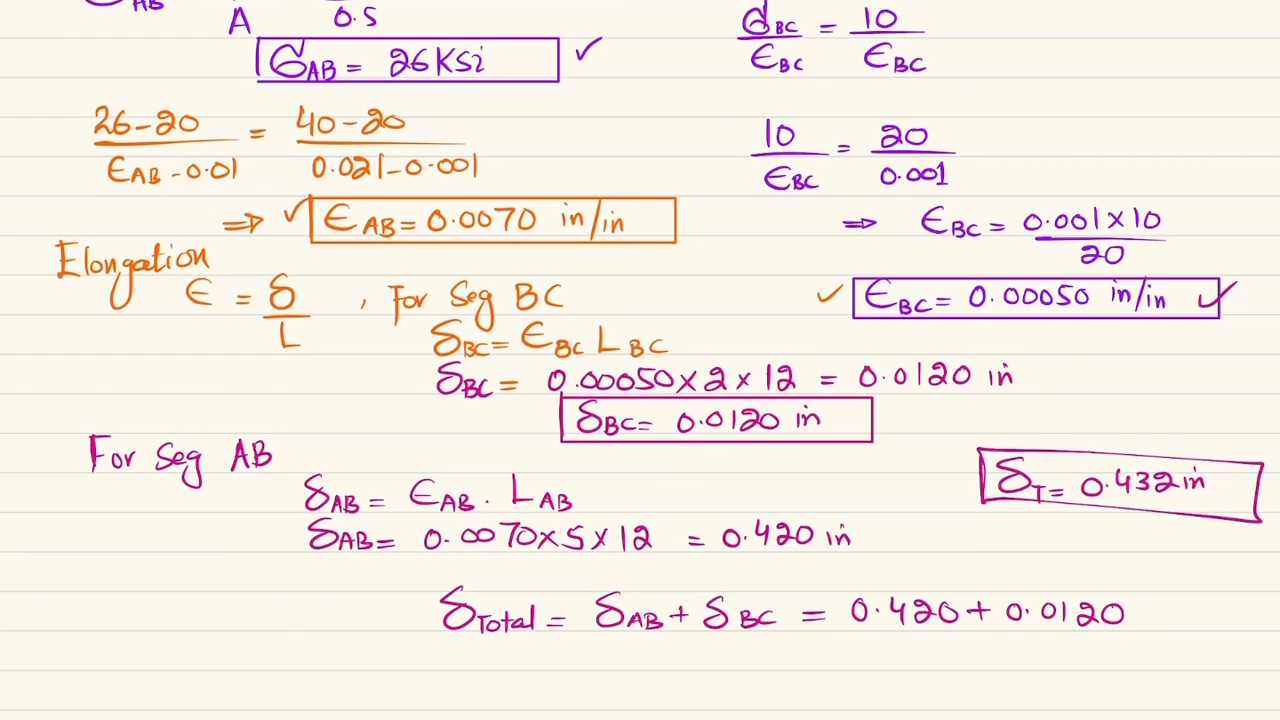 AB A 0.5
σAB = 26 Ksi ✓
σBC/ϵBC = 10/ϵBC
(26-20)/(ϵAB - 0.01) = (40-20)/(0.021-0.001)
10/ϵBC = 20/0.001
⇒ ✓ ϵAB = 0.0070 in/in
⇒ ϵBC = (0.001 × 10)/20
✓ ϵBC = 0.00050 in/in ✓
Elongation
ϵ = δ/L , For Seg BC
δBC = ϵBC LBC
δBC = 0.00050 × 2 × 12 = 0.0120 in
δBC = 0.0120 in
For Seg AB
δAB = ϵAB . LAB
δT = 0.432 in
δAB = 0.0070 × 5 × 12 = 0.420 in
δTotal = δAB + δBC = 0.420 + 0.0120